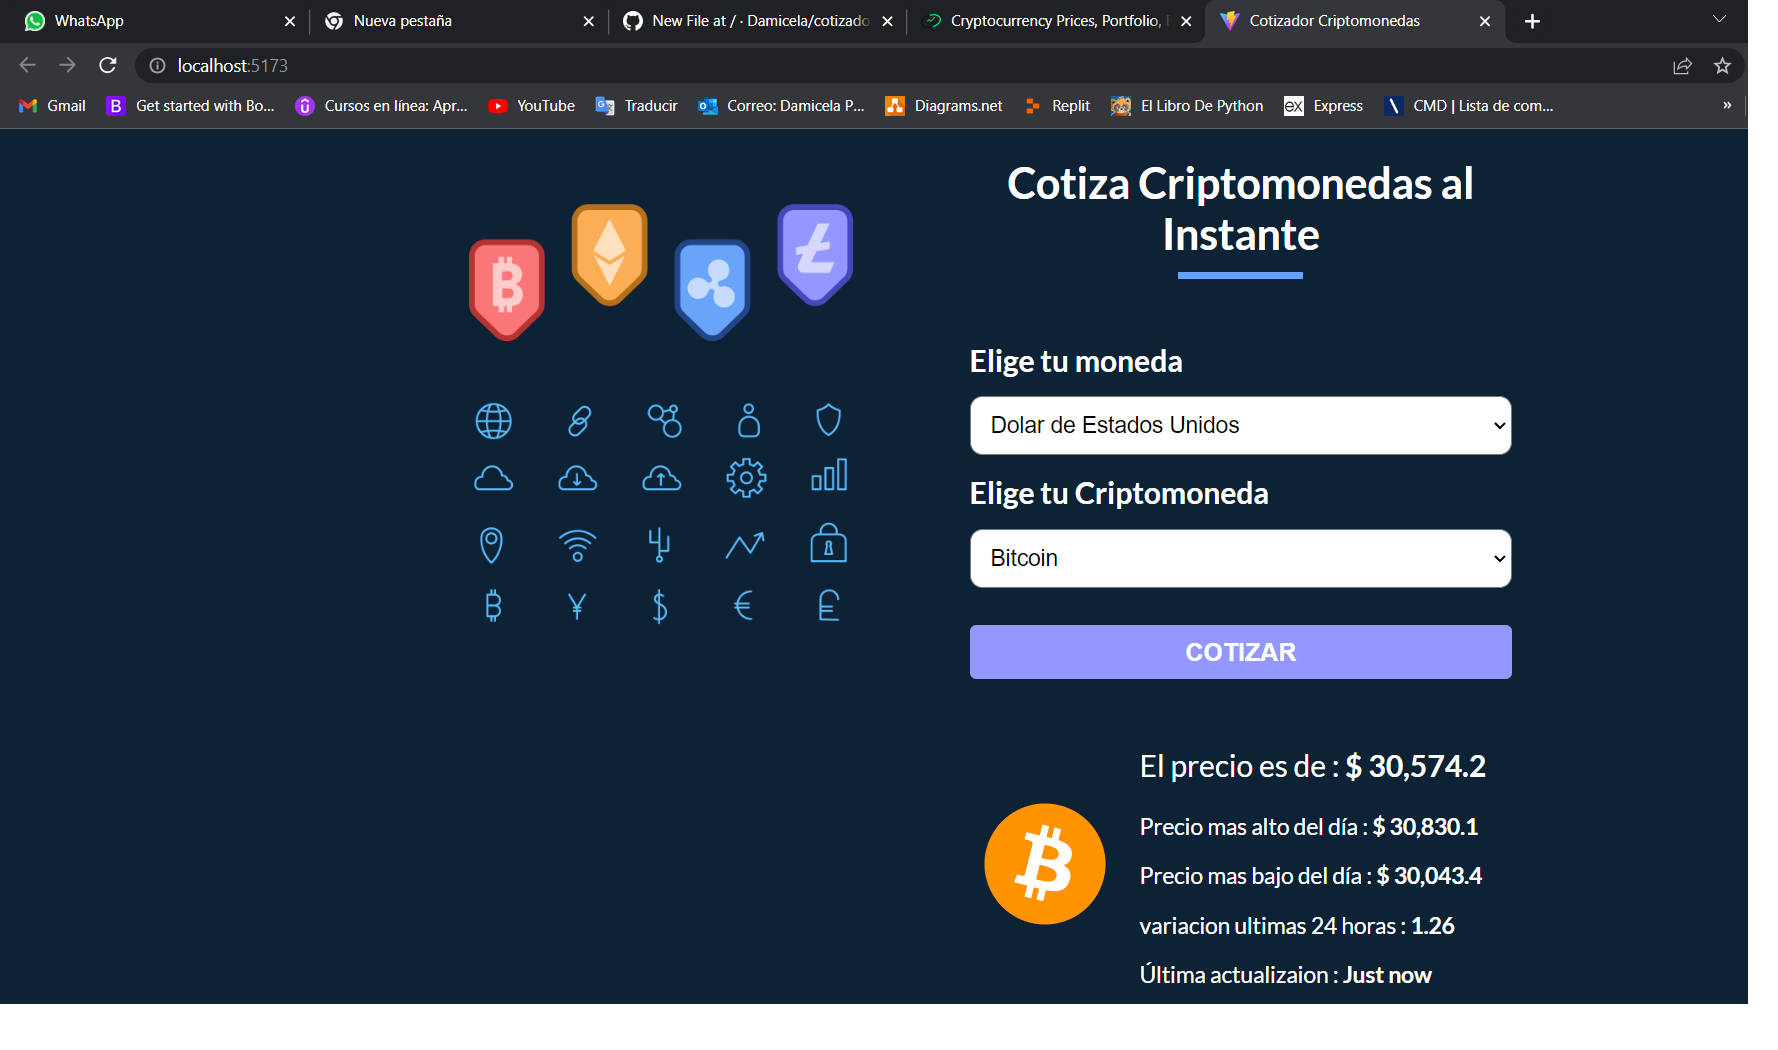 WhatsApp
Nueva pestaña
New File at / · Damicela/cotizado
Cryptocurrency Prices, Portfolio,
Cotizador Criptomonedas
localhost:5173
Gmail
Get started with Bo...
Cursos en línea: Apr...
YouTube
Traducir
Correo: Damicela P...
Diagrams.net
Replit
El Libro De Python
ex
Express
CMD | Lista de com...
»
Cotiza Criptomonedas al
Instante
Elige tu moneda
Dolar de Estados Unidos
Elige tu Criptomoneda
Bitcoin
COTIZAR
El precio es de : $ 30,574.2
Precio mas alto del día : $ 30,830.1
Precio mas bajo del día : $ 30,043.4
variacion ultimas 24 horas : 1.26
Última actualizaion : Just now